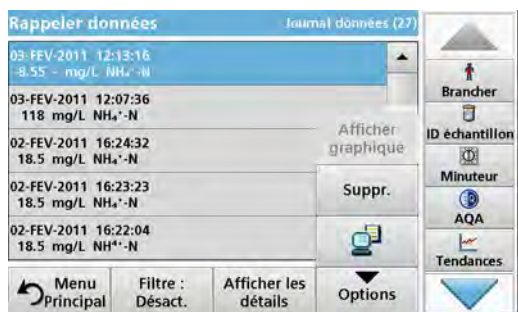 Rappeler données
Journal données (27)
03-FEV-2011 12:13:16
-8.55 - mg/L NH₄⁺-N
03-FEV-2011 12:07:36
118 mg/L NH₄⁺-N
02-FEV-2011 16:24:32
18.5 mg/L NH₄⁺-N
02-FEV-2011 16:23:23
18.5 mg/L NH₄⁺-N
02-FEV-2011 16:22:04
18.5 mg/L NH⁴⁺-N
Afficher
graphique
Suppr.
Menu
Principal
Filtre :
Désact.
Afficher les
détails
Options
Brancher
ID échantillon
Minuteur
AQA
Tendances